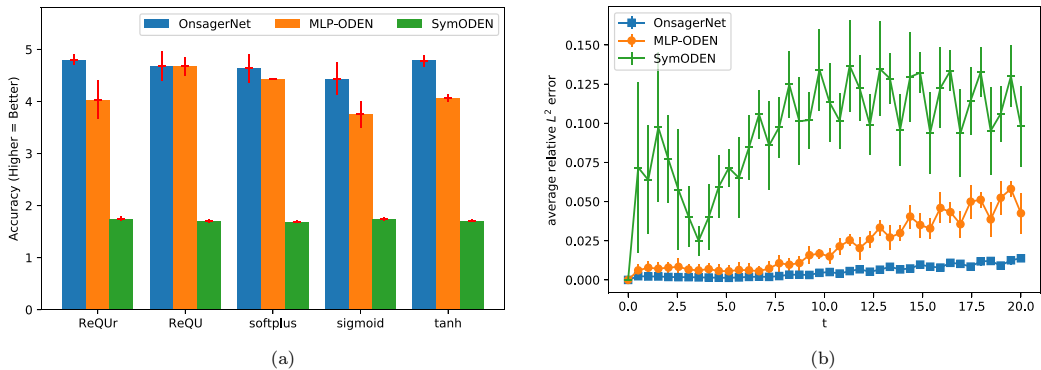 OnsagerNet MLP-ODEN SymODEN
Accuracy (Higher = Better)
5
4
3
2
1
0
ReQUr ReQU softplus sigmoid tanh
(a)
OnsagerNet
MLP-ODEN
SymODEN
average relative L² error
0.150
0.125
0.100
0.075
0.050
0.025
0.000
0.0 2.5 5.0 7.5 10.0 12.5 15.0 17.5 20.0
t
(b)